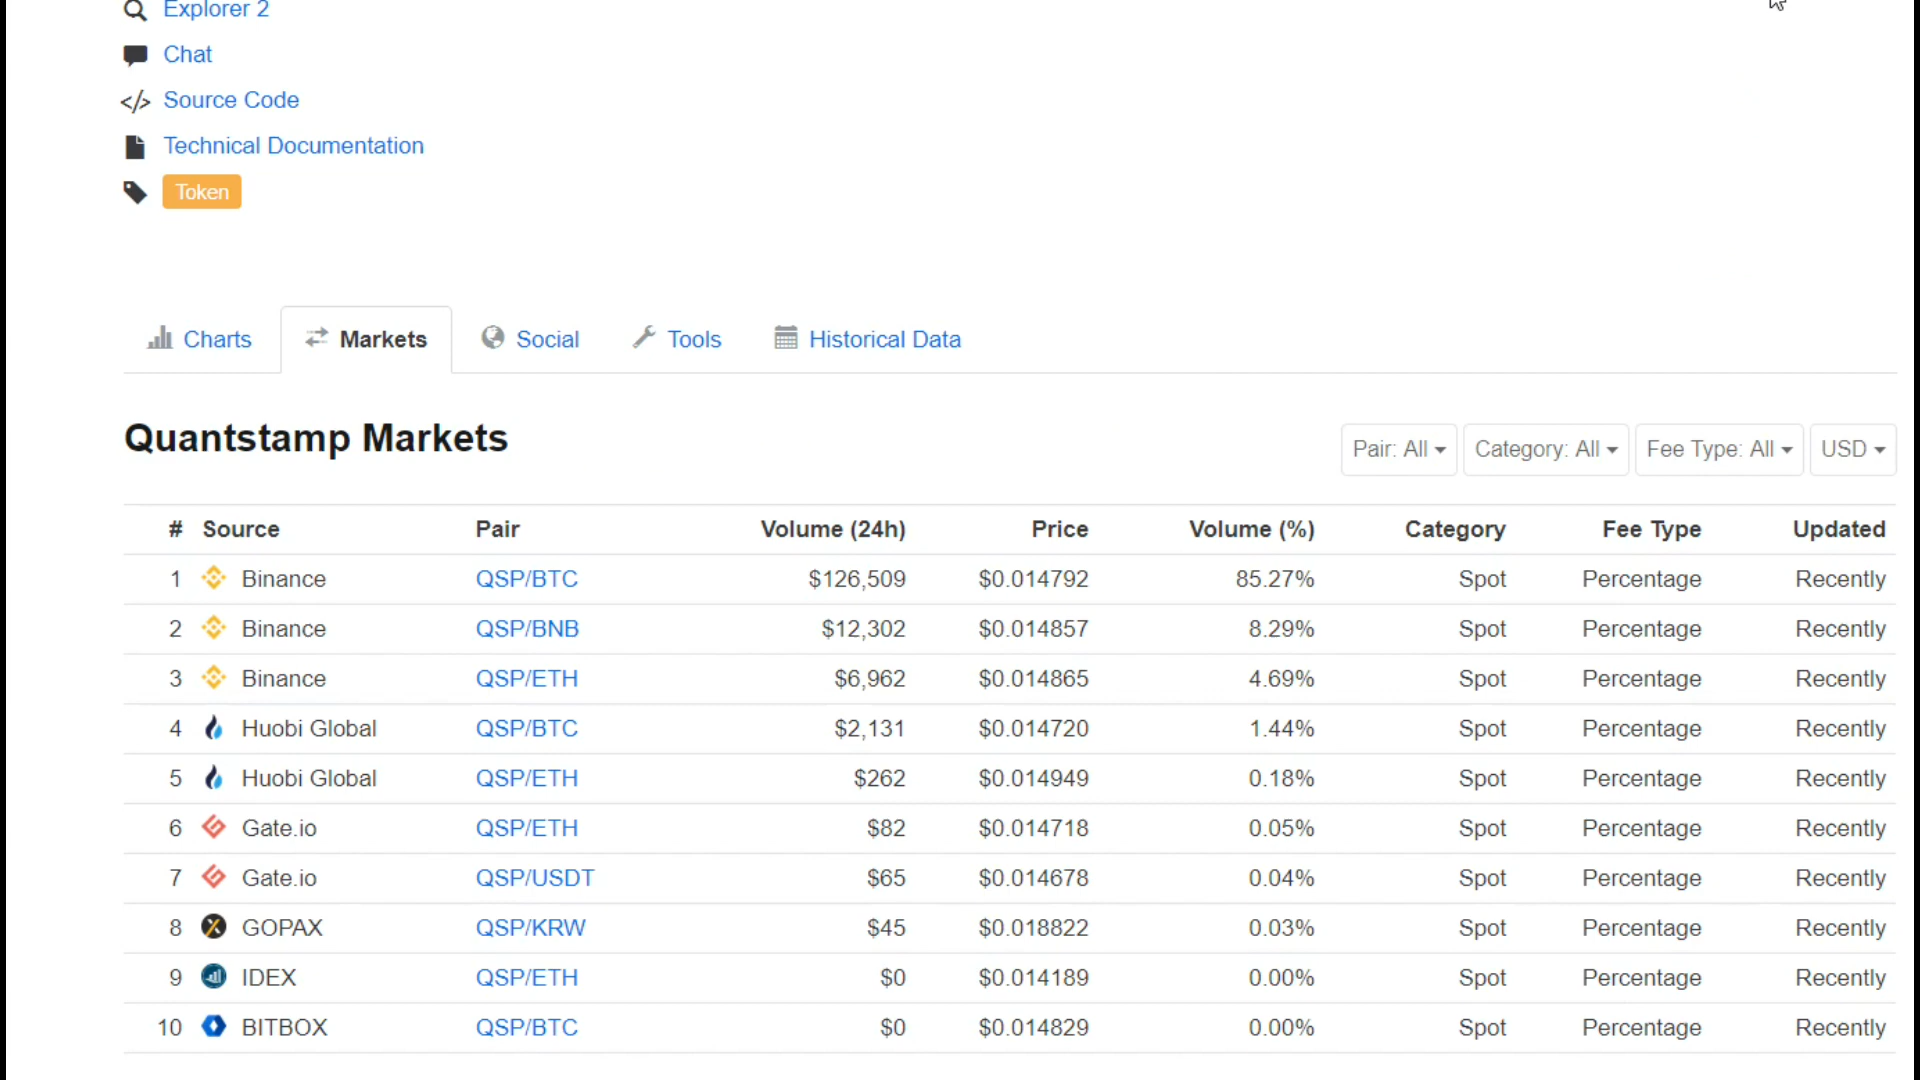 Explorer 2
Chat
Source Code
Technical Documentation
Token
Charts Markets Social Tools Historical Data
Quantstamp Markets
Pair: All Category: All Fee Type: All USD
# Source Pair Volume (24h) Price Volume (%) Category Fee Type Updated
1 Binance QSP/BTC $126,509 $0.014792 85.27% Spot Percentage Recently
2 Binance QSP/BNB $12,302 $0.014857 8.29% Spot Percentage Recently
3 Binance QSP/ETH $6,962 $0.014865 4.69% Spot Percentage Recently
4 Huobi Global QSP/BTC $2,131 $0.014720 1.44% Spot Percentage Recently
5 Huobi Global QSP/ETH $262 $0.014949 0.18% Spot Percentage Recently
6 Gate.io QSP/ETH $82 $0.014718 0.05% Spot Percentage Recently
7 Gate.io QSP/USDT $65 $0.014678 0.04% Spot Percentage Recently
8 GOPAX QSP/KRW $45 $0.018822 0.03% Spot Percentage Recently
9 IDEX QSP/ETH $0 $0.014189 0.00% Spot Percentage Recently
10 BITBOX QSP/BTC $0 $0.014829 0.00% Spot Percentage Recently